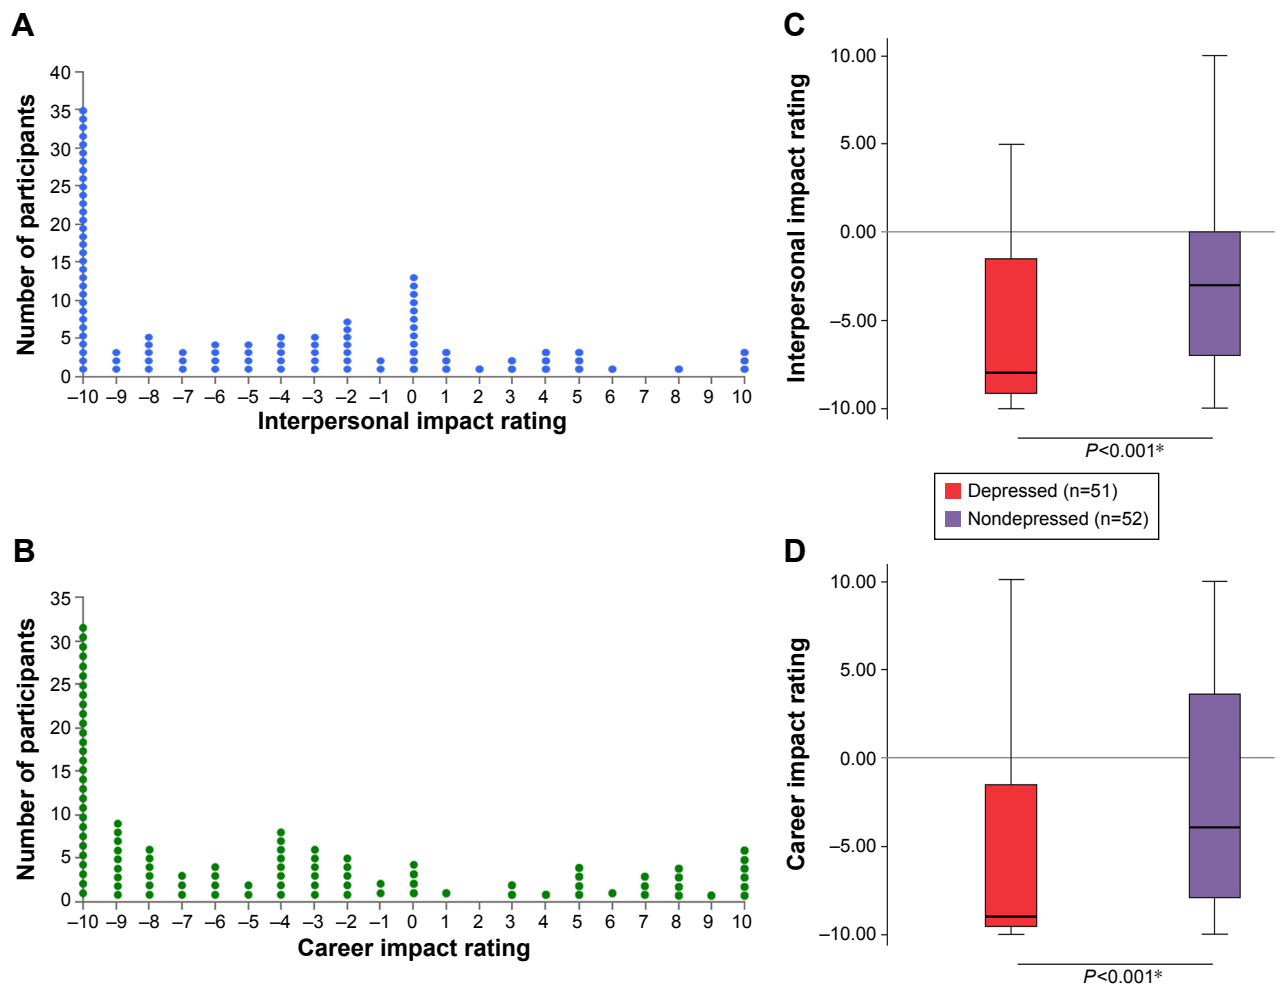 A
40
35
30
25
20
15
10
5
0
Number of participants
–10 –9 –8 –7 –6 –5 –4 –3 –2 –1 0 1 2 3 4 5 6 7 8 9 10
Interpersonal impact rating
C
10.00
5.00
0.00
–5.00
–10.00
Interpersonal impact rating
P<0.001*
Depressed (n=51)
Nondepressed (n=52)
B
35
30
25
20
15
10
5
0
Number of participants
–10 –9 –8 –7 –6 –5 –4 –3 –2 –1 0 1 2 3 4 5 6 7 8 9 10
Career impact rating
D
10.00
5.00
0.00
–5.00
–10.00
Career impact rating
P<0.001*